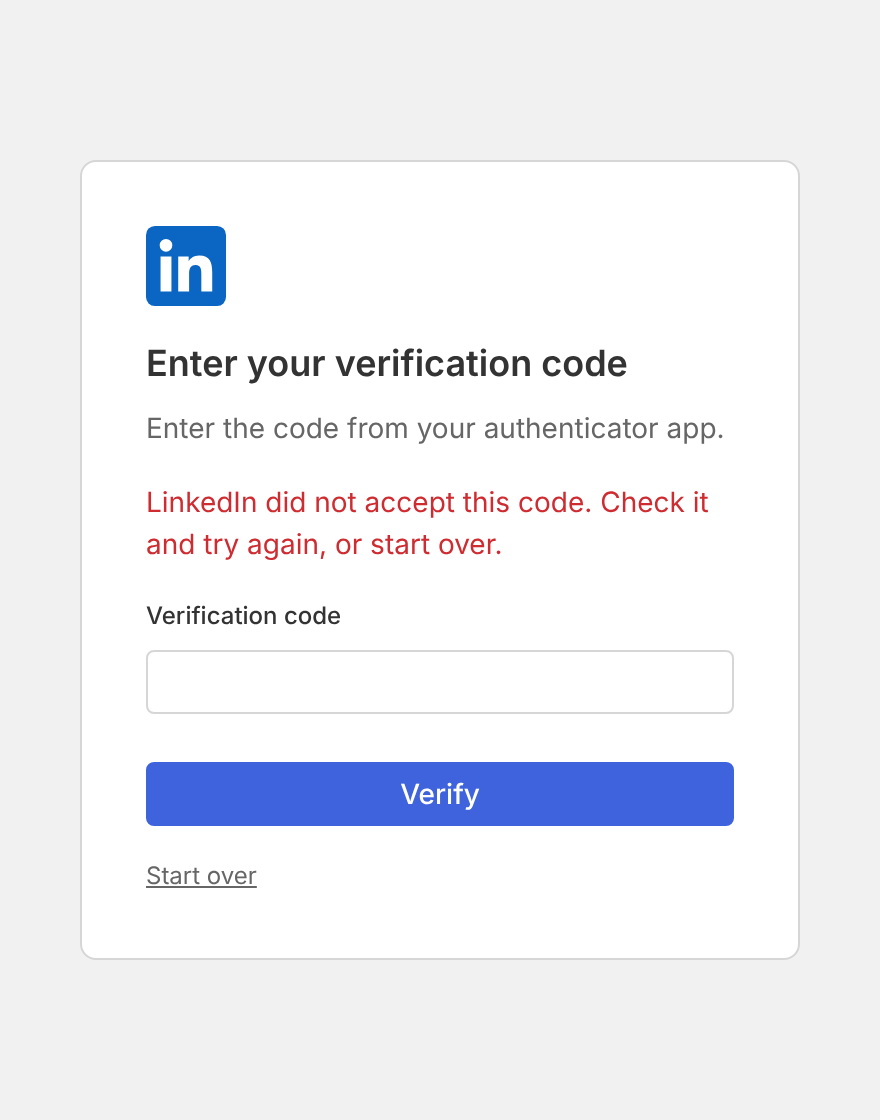 in
Enter your verification code
Enter the code from your authenticator app.
LinkedIn did not accept this code. Check it
and try again, or start over.
Verification code
Verify
Start over